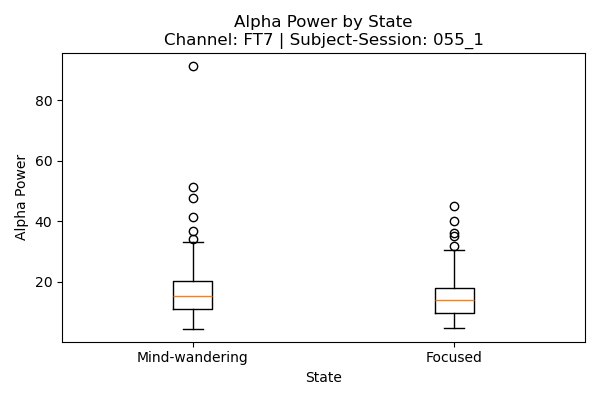 Alpha Power by State
Channel: FT7 | Subject-Session: 055_1
Alpha Power
80
60
40
20
Mind-wandering
Focused
State